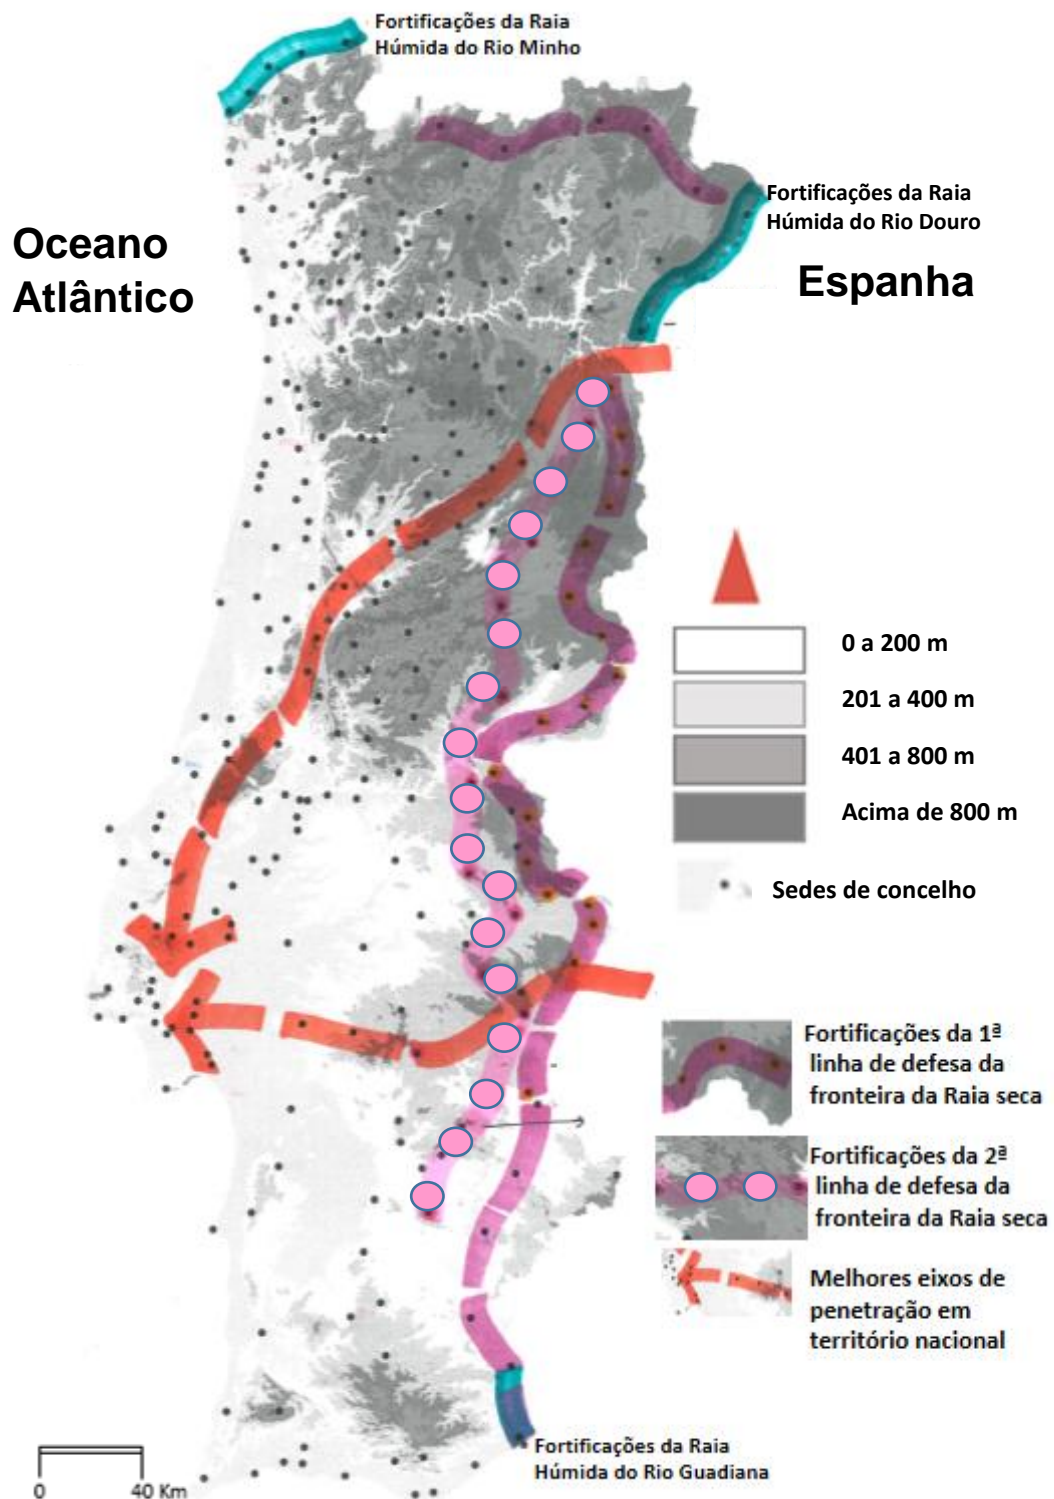 Fortificações da Raia
Húmida do Rio Minho
Fortificações da Raia
Húmida do Rio Douro
Oceano
Atlântico
Espanha
0 a 200 m
201 a 400 m
401 a 800 m
Acima de 800 m
Sedes de concelho
Fortificações da 1ª
linha de defesa da
fronteira da Raia seca
Fortificações da 2ª
linha de defesa da
fronteira da Raia seca
Melhores eixos de
penetração em
território nacional
Fortificações da Raia
Húmida do Rio Guadiana
0 40 Km